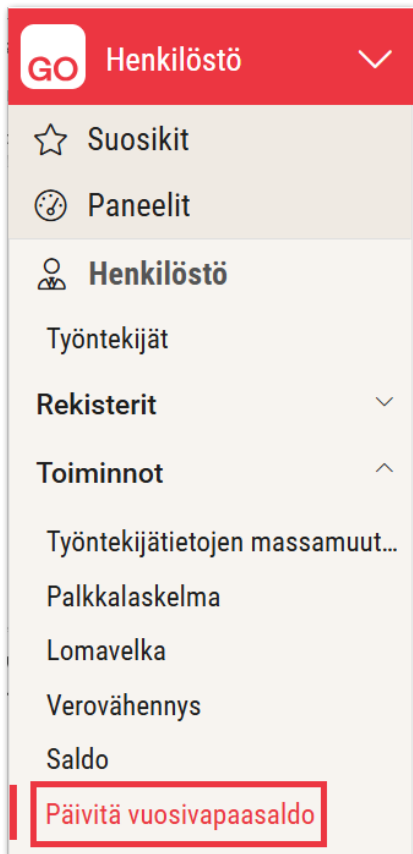 GO Henkilöstö
Suosikit
Paneelit
Henkilöstö
Työntekijät
Rekisterit
Toiminnot
Työntekijätietojen massamuut...
Palkkalaskelma
Lomavelka
Verovähennys
Saldo
Päivitä vuosivapaasaldo